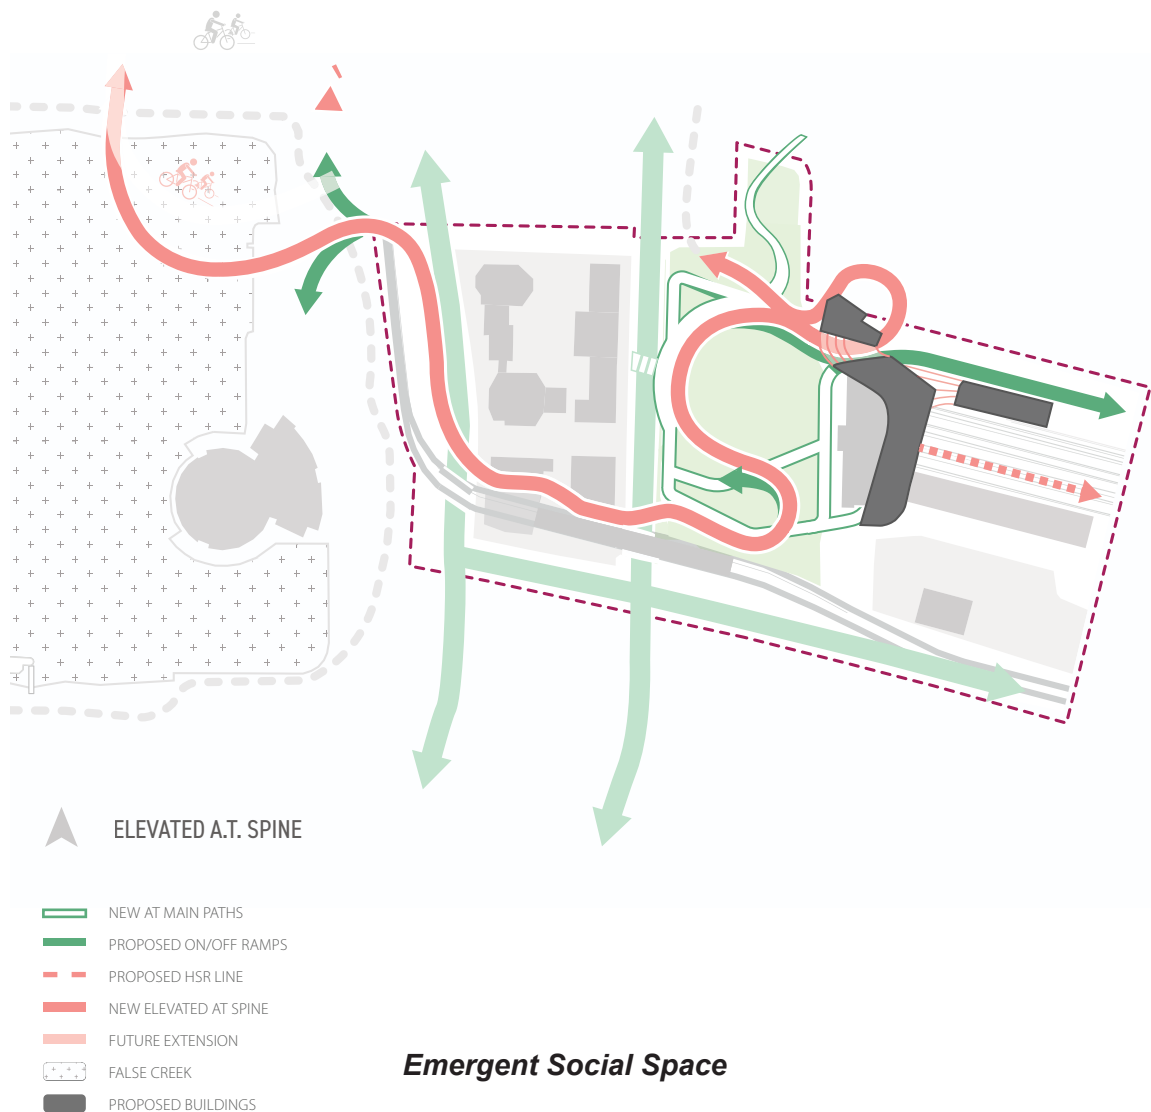 ELEVATED A.T. SPINE
NEW AT MAIN PATHS
PROPOSED ON/OFF RAMPS
PROPOSED HSR LINE
NEW ELEVATED AT SPINE
FUTURE EXTENSION
FALSE CREEK
PROPOSED BUILDINGS
Emergent Social Space